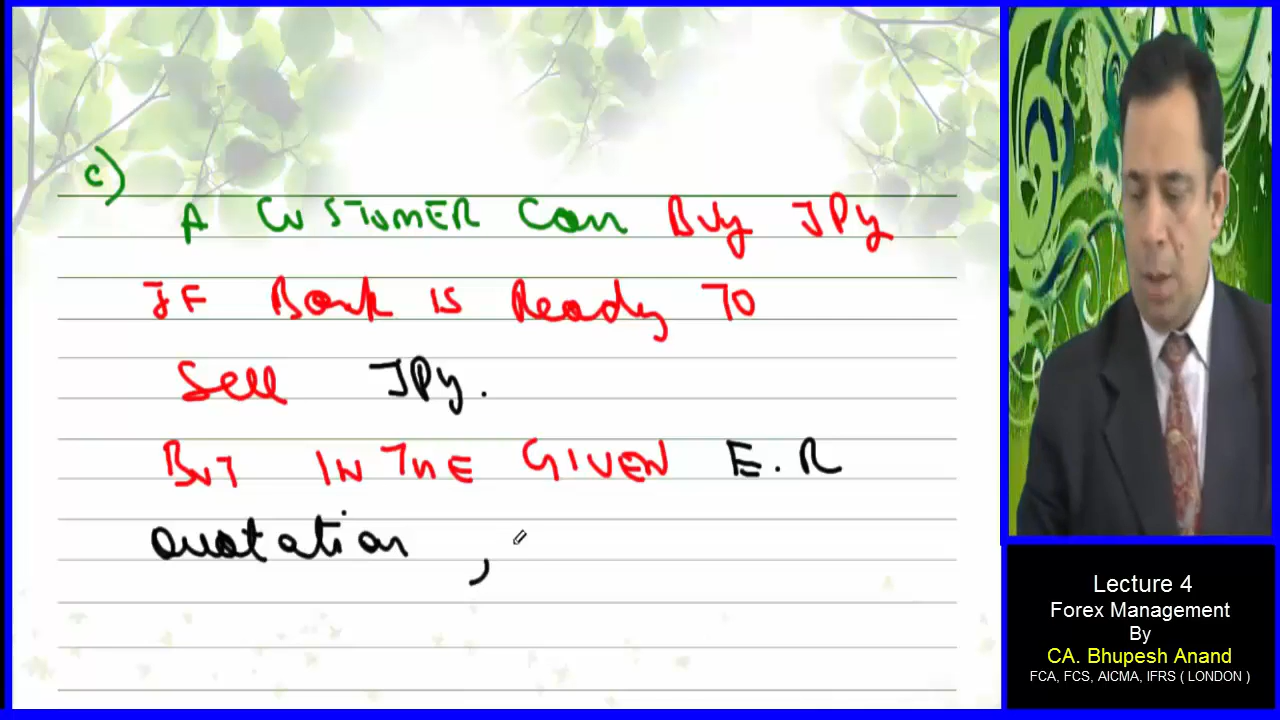 c)
A CUSTOMER Can Buy JPy
IF Bank is Ready To
Sell JPy.
BUT IN THE GIVEN E.R
Quotation ,
Lecture 4
Forex Management
By
CA. Bhupesh Anand
FCA, FCS, AICMA, IFRS ( LONDON )